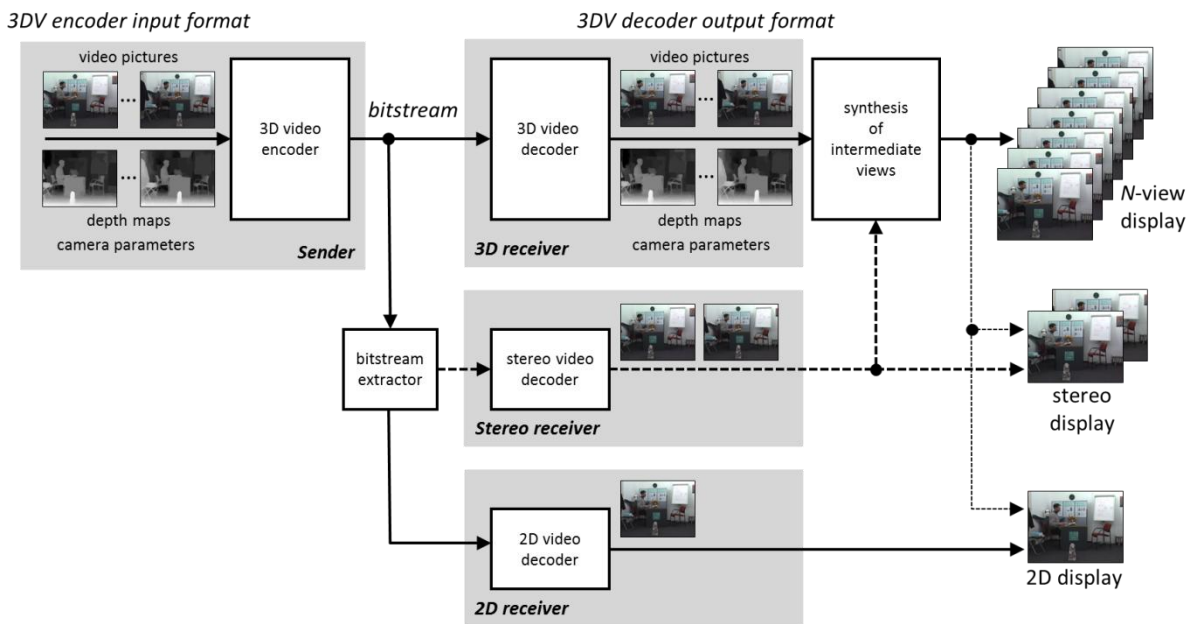 3DV encoder input format
3DV decoder output format
video pictures
...
3D video
encoder
...
depth maps
camera parameters
Sender
bitstream
3D video
decoder
video pictures
...
...
depth maps
camera parameters
3D receiver
synthesis
of
intermediate
views
N-view
display
bitstream
extractor
stereo video
decoder
Stereo receiver
stereo
display
2D video
decoder
2D receiver
2D display